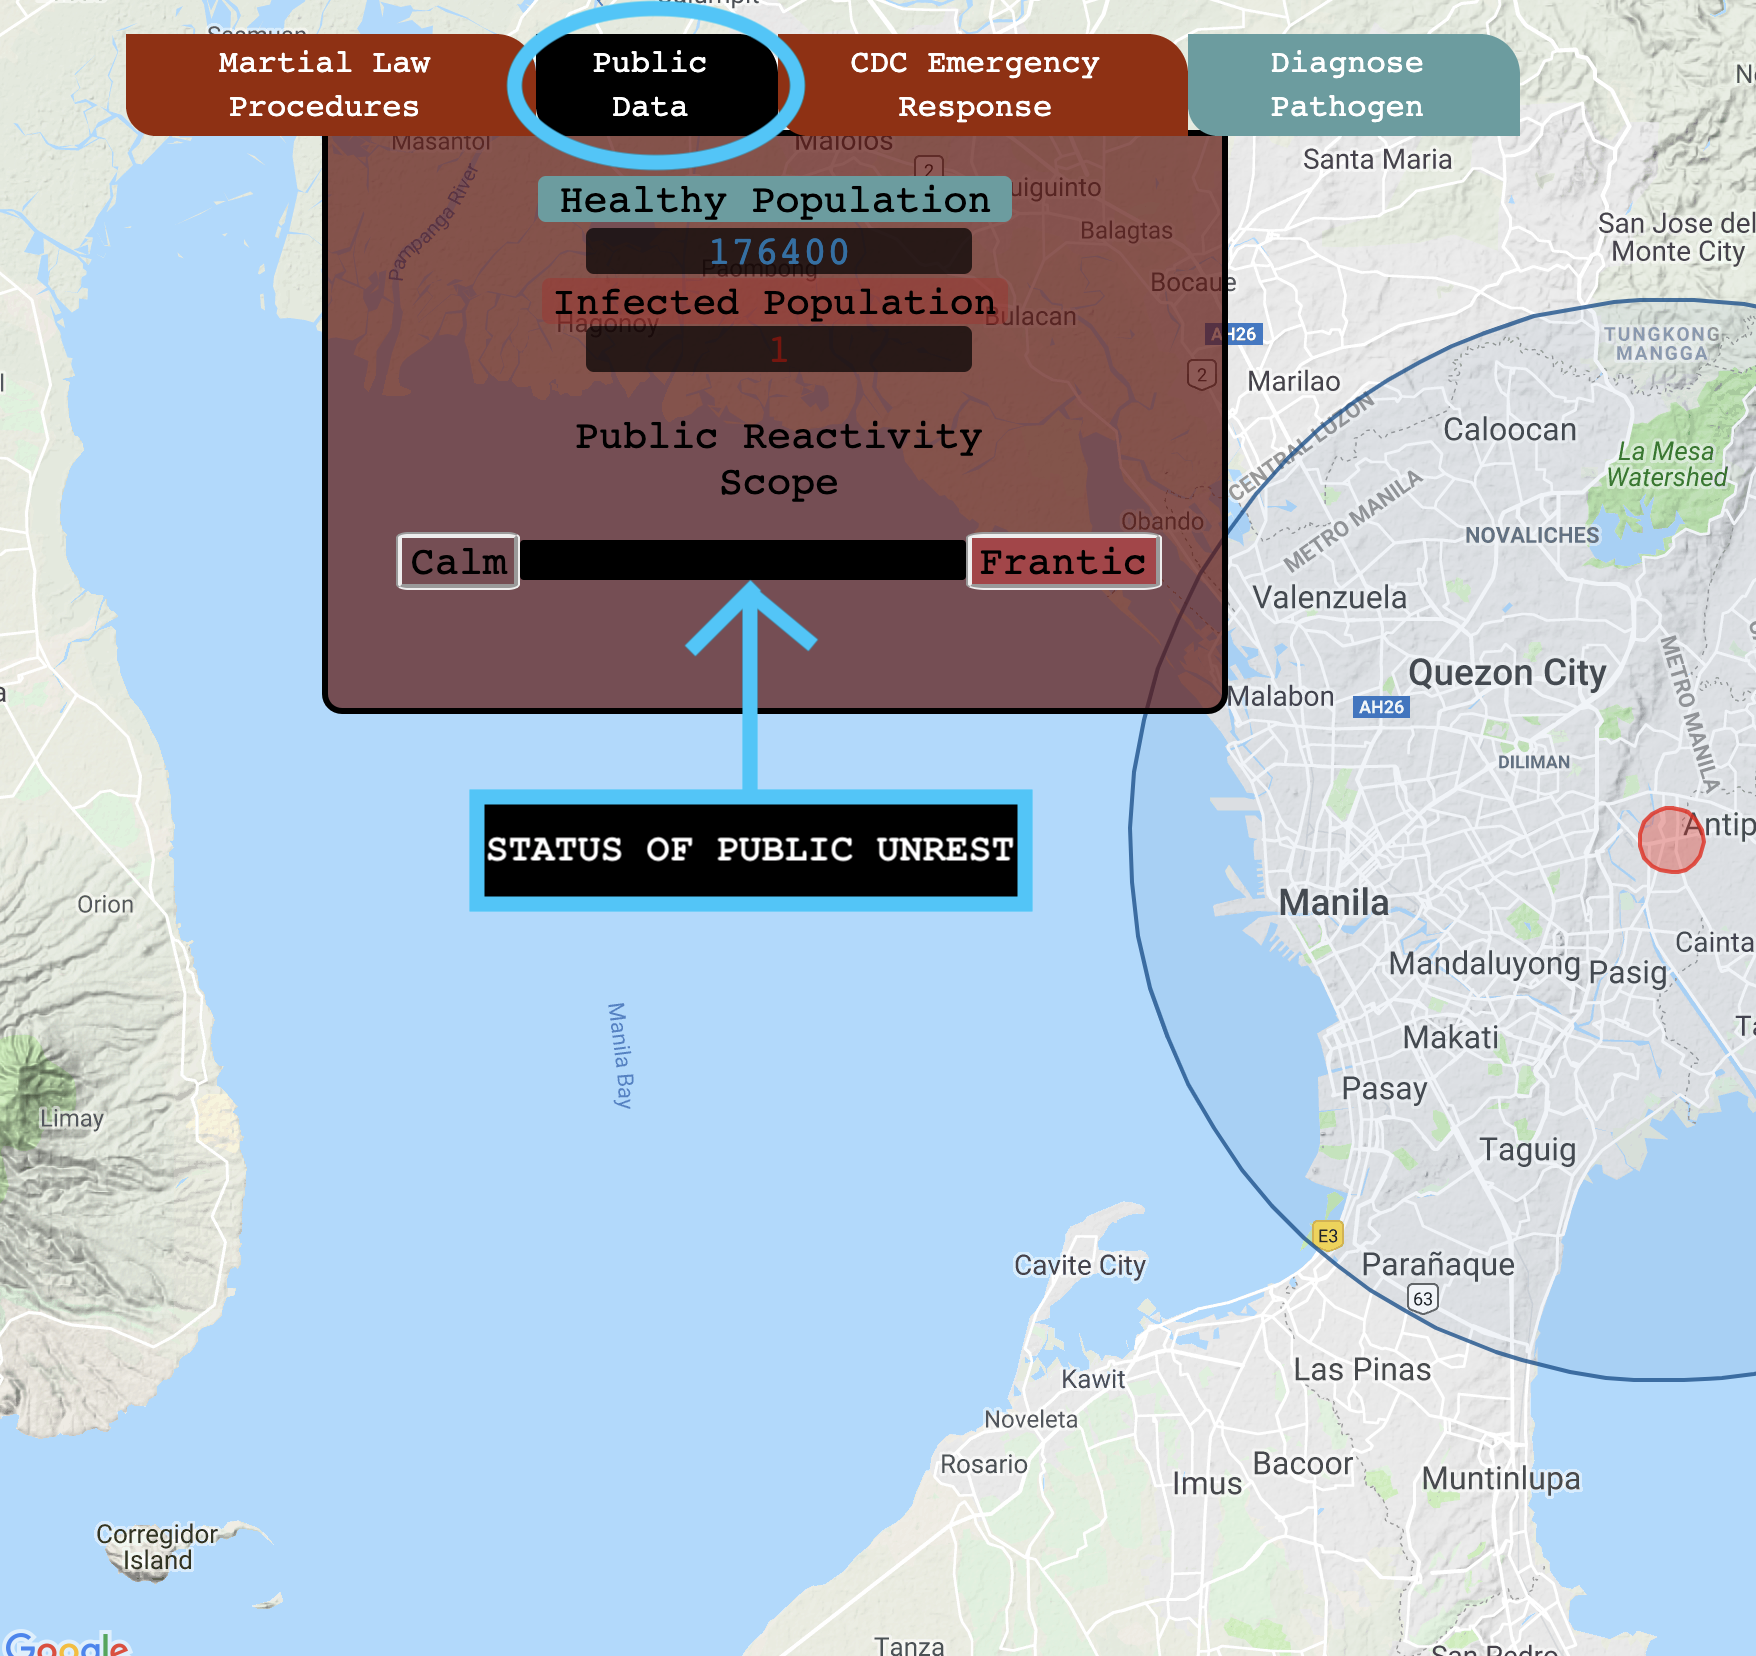 Martial Law
Procedures
Public
Data
CDC Emergency
Response
Diagnose
Pathogen
Masantol
Malolos
2
Santa Maria
Healthy Population
uiguinto
Pampanga River
Balagtas
San Jose del
Monte City
176400
Paombong
Bocaue
Infected Population
Hagonoy
Bulacan
AH26
TUNGKONG
MANGGA
1
2
Marilao
CENTRAL LUZON
Caloocan
Public Reactivity
Scope
La Mesa
Watershed
METRO MANILA
Obando
NOVALICHES
Calm
Frantic
Valenzuela
Quezon City
METRO MANILA
Malabon
AH26
DILIMAN
Antip
STATUS OF PUBLIC UNREST
Orion
Manila
Cainta
Mandaluyong
Pasig
Manila Bay
Makati
Ta
Pasay
Limay
Taguig
E3
Cavite City
Parañaque
63
Las Pinas
Kawit
Noveleta
Rosario
Bacoor
Imus
Muntinlupa
Corregidor
Island
Google
Tanza
San Pedro